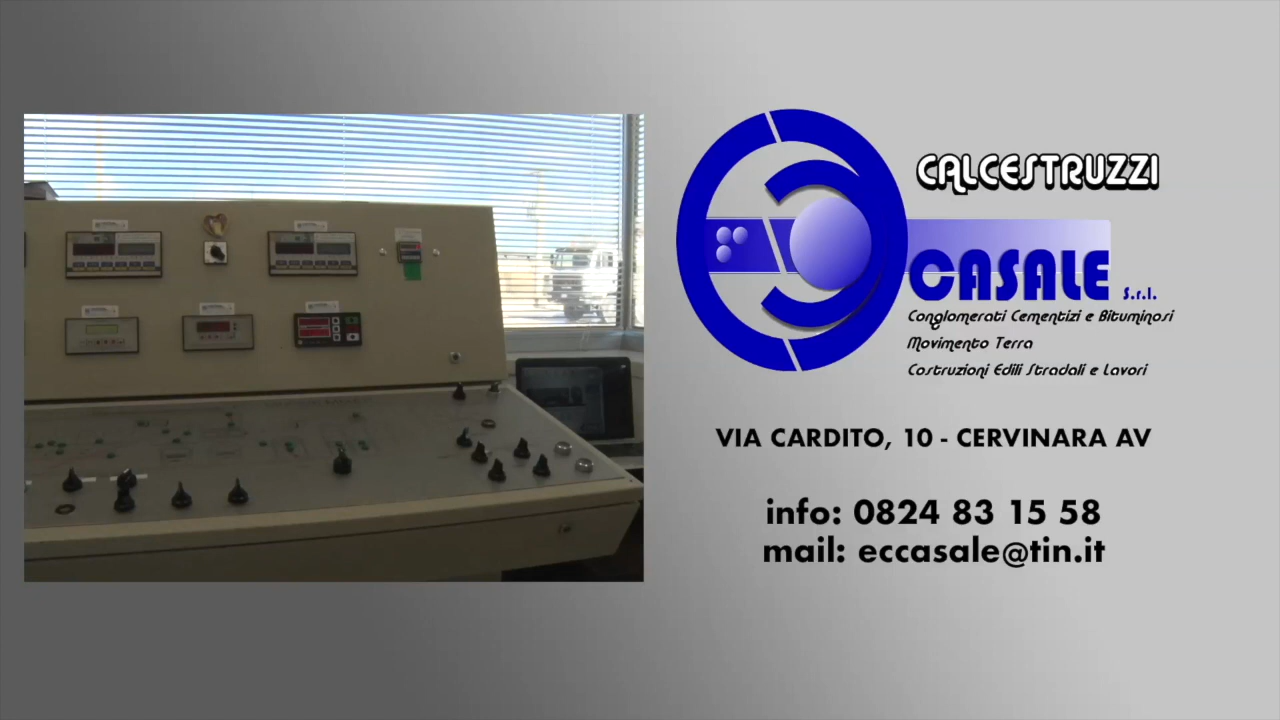 CALCESTRUZZI
CASALE S.r.l.
Conglomerati Cementizi e Bituminosi
Movimento Terra
Costruzioni Edili Stradali e Lavori
VIA CARDITO, 10 - CERVINARA AV
info: 0824 83 15 58
mail: eccasale@tin.it